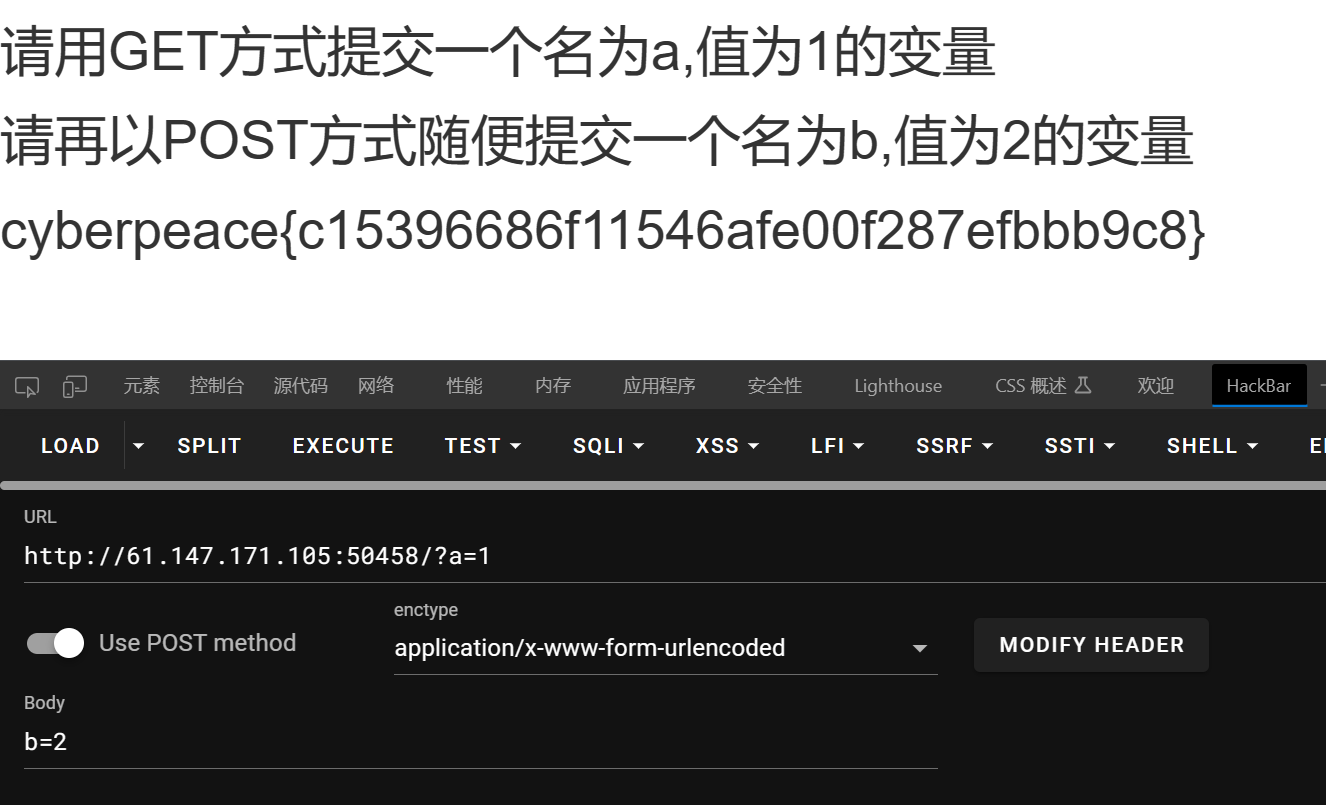 请用GET方式提交一个名为a,值为1的变量
请再以POST方式随便提交一个名为b,值为2的变量
cyberpeace{c15396686f11546afe00f287efbbb9c8}
元素 控制台 源代码 网络 性能 内存 应用程序 安全性 Lighthouse CSS 概述 欢迎 HackBar
LOAD SPLIT EXECUTE TEST SQLI XSS LFI SSRF SSTI SHELL
URL
http://61.147.171.105:50458/?a=1
enctype
Use POST method application/x-www-form-urlencoded MODIFY HEADER
Body
b=2